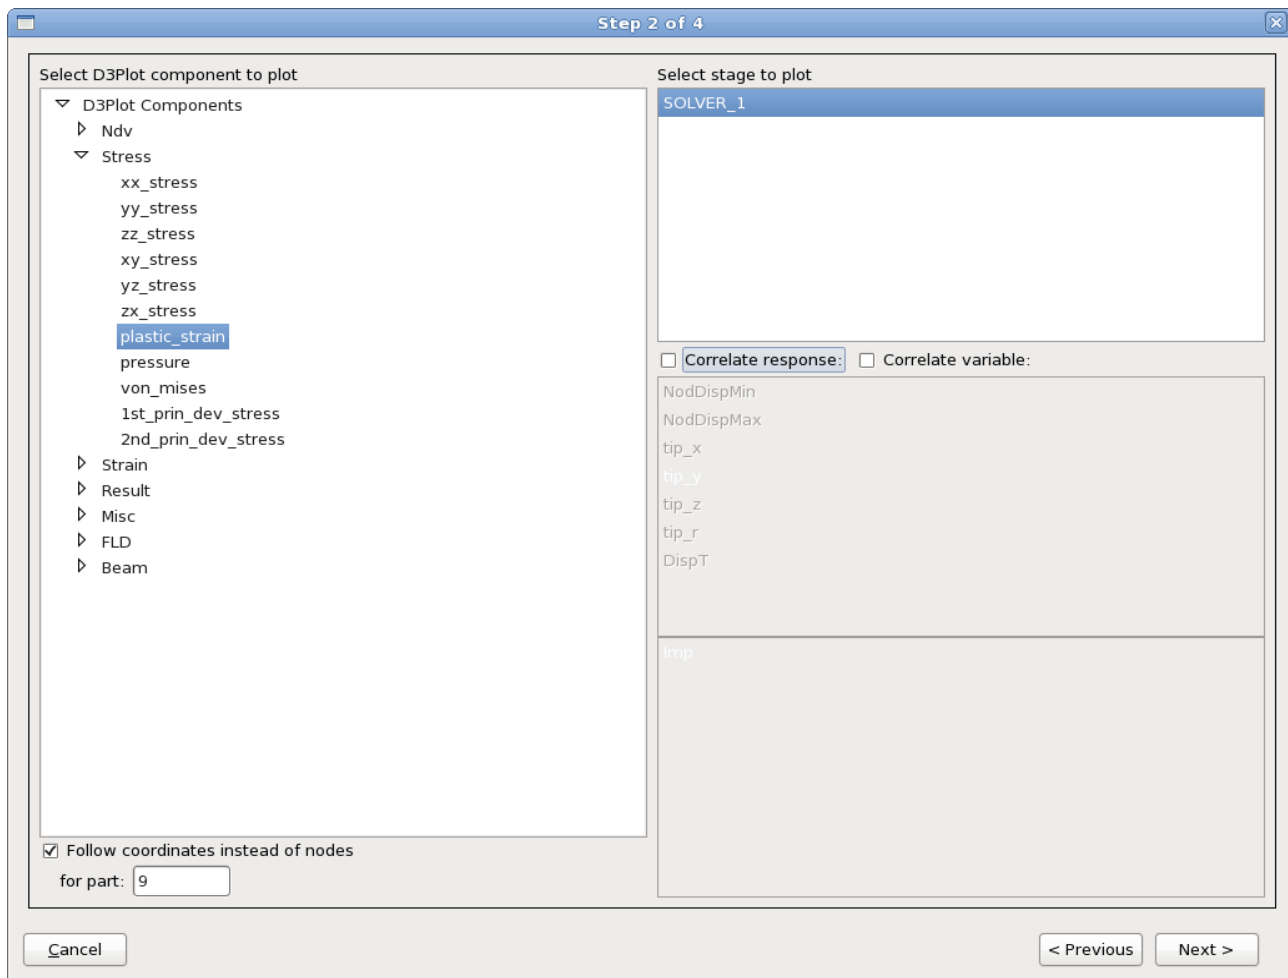 Step 2 of 4
Select D3Plot component to plot
D3Plot Components
Ndv
Stress
xx_stress
yy_stress
zz_stress
xy_stress
yz_stress
zx_stress
plastic_strain
pressure
von_mises
1st_prin_dev_stress
2nd_prin_dev_stress
Strain
Result
Misc
FLD
Beam
Follow coordinates instead of nodes
for part: 9
Select stage to plot
SOLVER_1
Correlate response: Correlate variable:
NodDispMin
NodDispMax
tip_x
tip_y
tip_z
tip_r
DispT
Imp
Cancel < Previous Next >